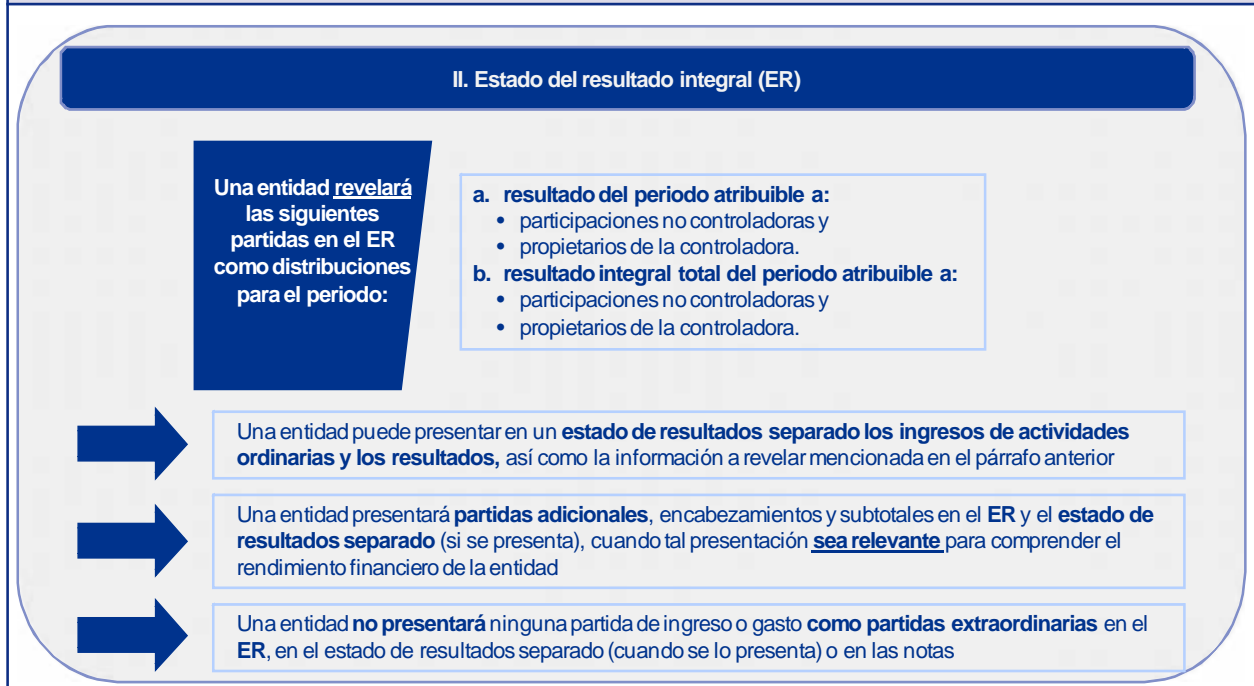 II. Estado del resultado integral (ER)
Una entidad revelará
las siguientes
partidas en el ER
como distribuciones
para el periodo:
a. resultado del periodo atribuible a:
• participaciones no controladoras y
• propietarios de la controladora.
b. resultado integral total del periodo atribuible a:
• participaciones no controladoras y
• propietarios de la controladora.
Una entidad puede presentar en un estado de resultados separado los ingresos de actividades
ordinarias y los resultados, así como la información a revelar mencionada en el párrafo anterior
Una entidad presentará partidas adicionales, encabezamientos y subtotales en el ER y el estado de
resultados separado (si se presenta), cuando tal presentación sea relevante para comprender el
rendimiento financiero de la entidad
Una entidad no presentará ninguna partida de ingreso o gasto como partidas extraordinarias en el
ER, en el estado de resultados separado (cuando se lo presenta) o en las notas